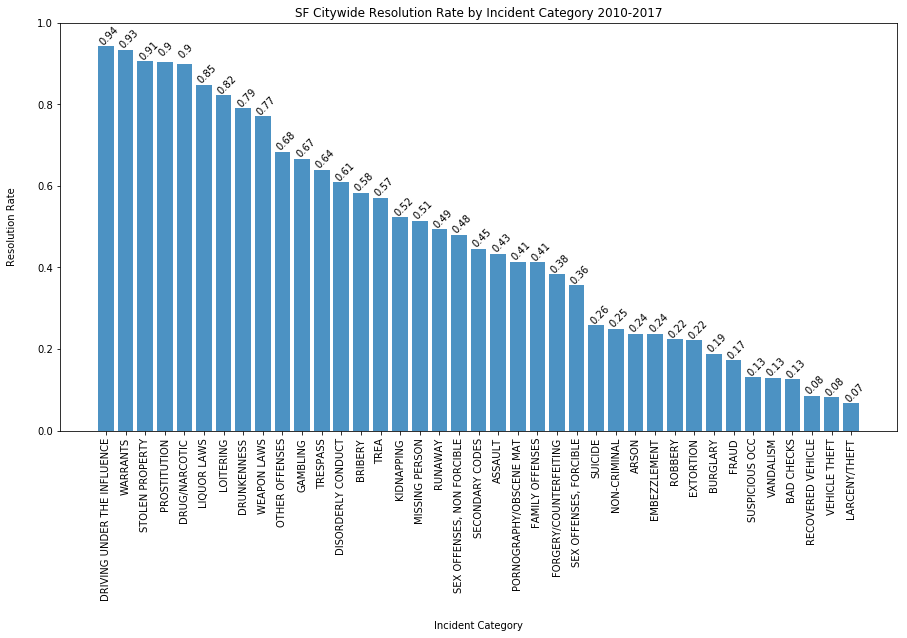 SF Citywide Resolution Rate by Incident Category 2010-2017
Resolution Rate
1.0
0.8
0.6
0.4
0.2
0.0
0.94
0.93
0.91
0.9
0.9
0.85
0.82
0.79
0.77
0.68
0.67
0.64
0.61
0.58
0.57
0.52
0.51
0.49
0.48
0.45
0.43
0.41
0.41
0.38
0.36
0.26
0.25
0.24
0.24
0.22
0.22
0.19
0.17
0.13
0.13
0.13
0.08
0.08
0.07
DRIVING UNDER THE INFLUENCE
WARRANTS
STOLEN PROPERTY
PROSTITUTION
DRUG/NARCOTIC
LIQUOR LAWS
LOITERING
DRUNKENNESS
WEAPON LAWS
OTHER OFFENSES
GAMBLING
TRESPASS
DISORDERLY CONDUCT
BRIBERY
TREA
KIDNAPPING
MISSING PERSON
RUNAWAY
SEX OFFENSES, NON FORCIBLE
SECONDARY CODES
ASSAULT
PORNOGRAPHY/OBSCENE MAT
FAMILY OFFENSES
FORGERY/COUNTERFEITING
SEX OFFENSES, FORCIBLE
SUICIDE
NON-CRIMINAL
ARSON
EMBEZZLEMENT
ROBBERY
EXTORTION
BURGLARY
FRAUD
SUSPICIOUS OCC
VANDALISM
BAD CHECKS
RECOVERED VEHICLE
VEHICLE THEFT
LARCENY/THEFT
Incident Category